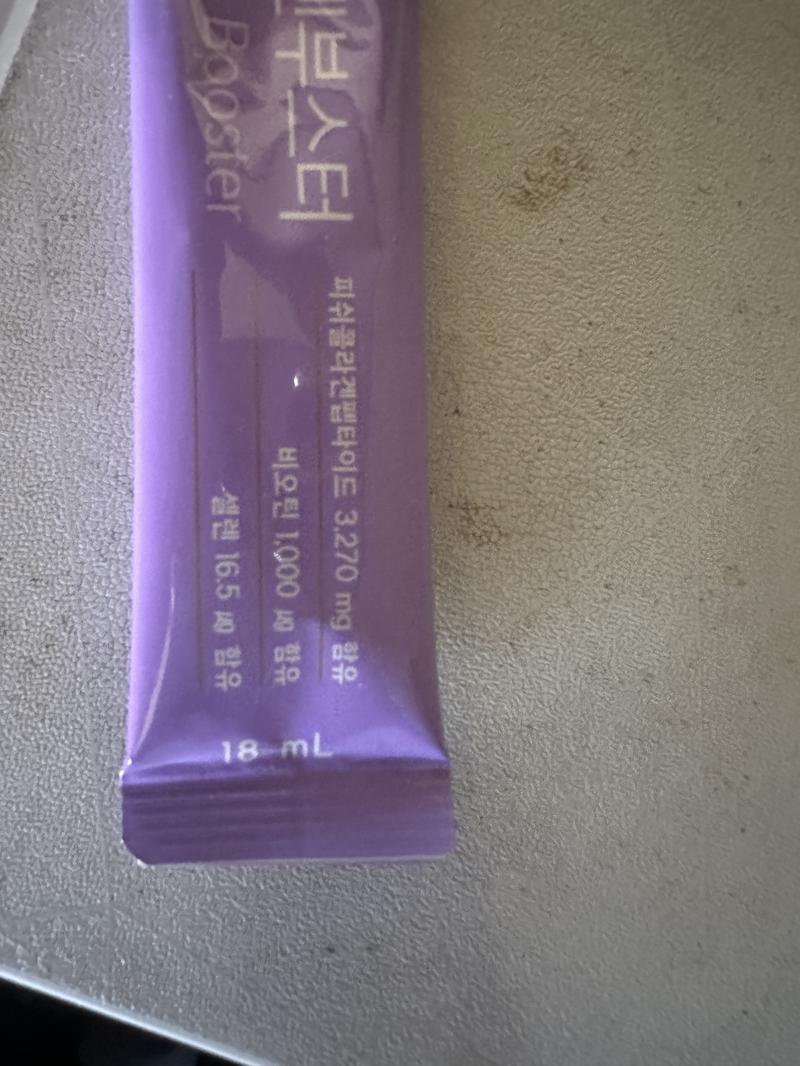 부스터
Booster
피쉬콜라겐펩타이드 3,270 mg 함유
비오틴 1,000 ㎍ 함유
셀렌 16.5 ㎍ 함유
18 mL